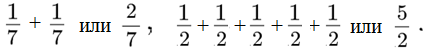 1/7 + 1/7 или 2/7 , 1/2 + 1/2 + 1/2 + 1/2 + 1/2 или 5/2 .